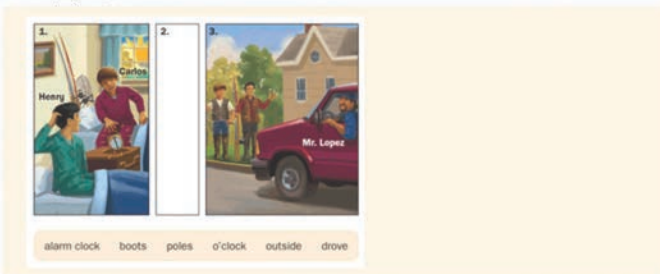 1.
2.
3.
Carlos
Henry
Mr. Lopez
alarm clock boots poles o'clock outside drove